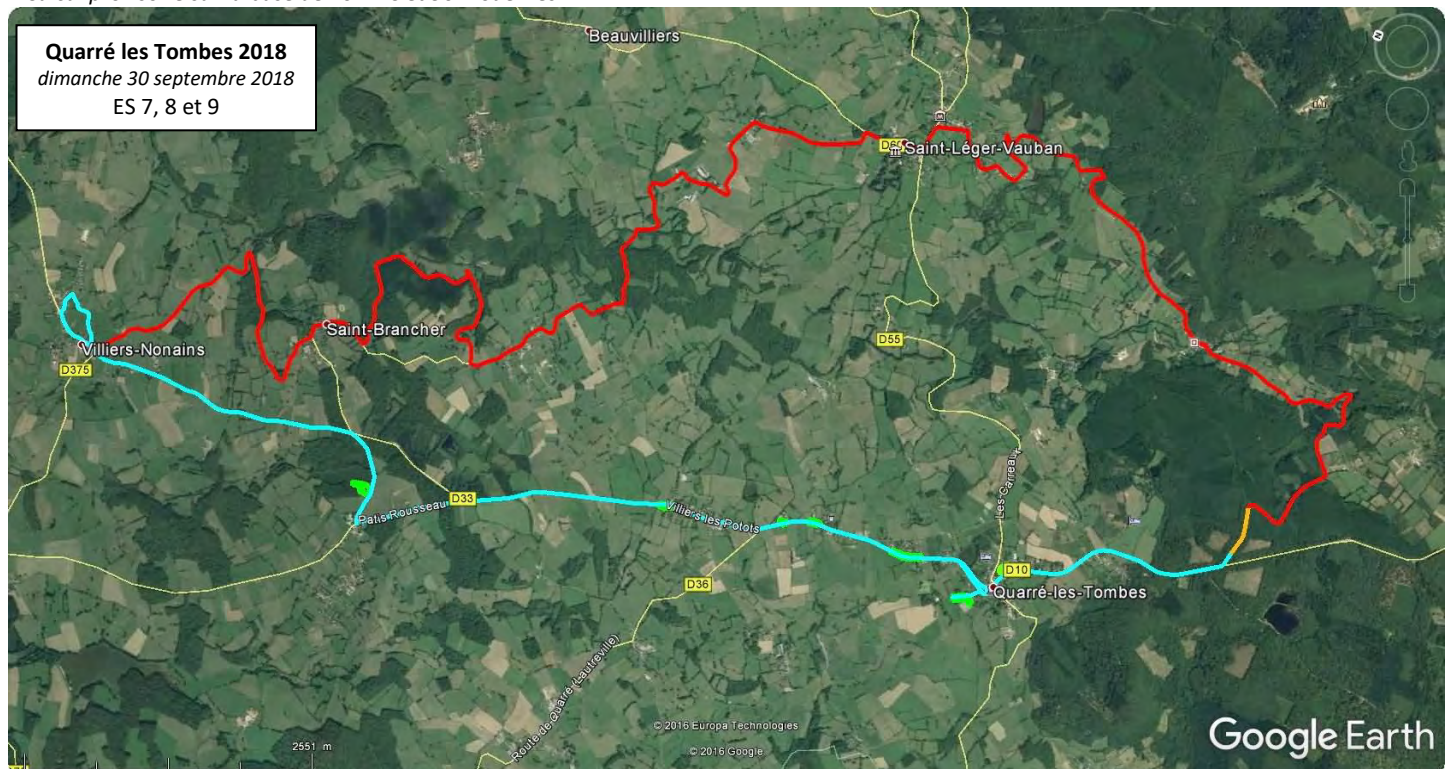 Quarré les Tombes 2018
dimanche 30 septembre 2018
ES 7, 8 et 9
Beauvilliers
Saint-Léger-Vauban
Saint-Brancher
Villiers-Nonains
D375
D55
Les Carreaux
Patis Rousseau
D33
Villiers les Potots
D36
D10
Quarré-les-Tombes
Route de Quarré (Lautreville)
© 2016 Europa Technologies
© 2016 Google
2551 m
Google Earth